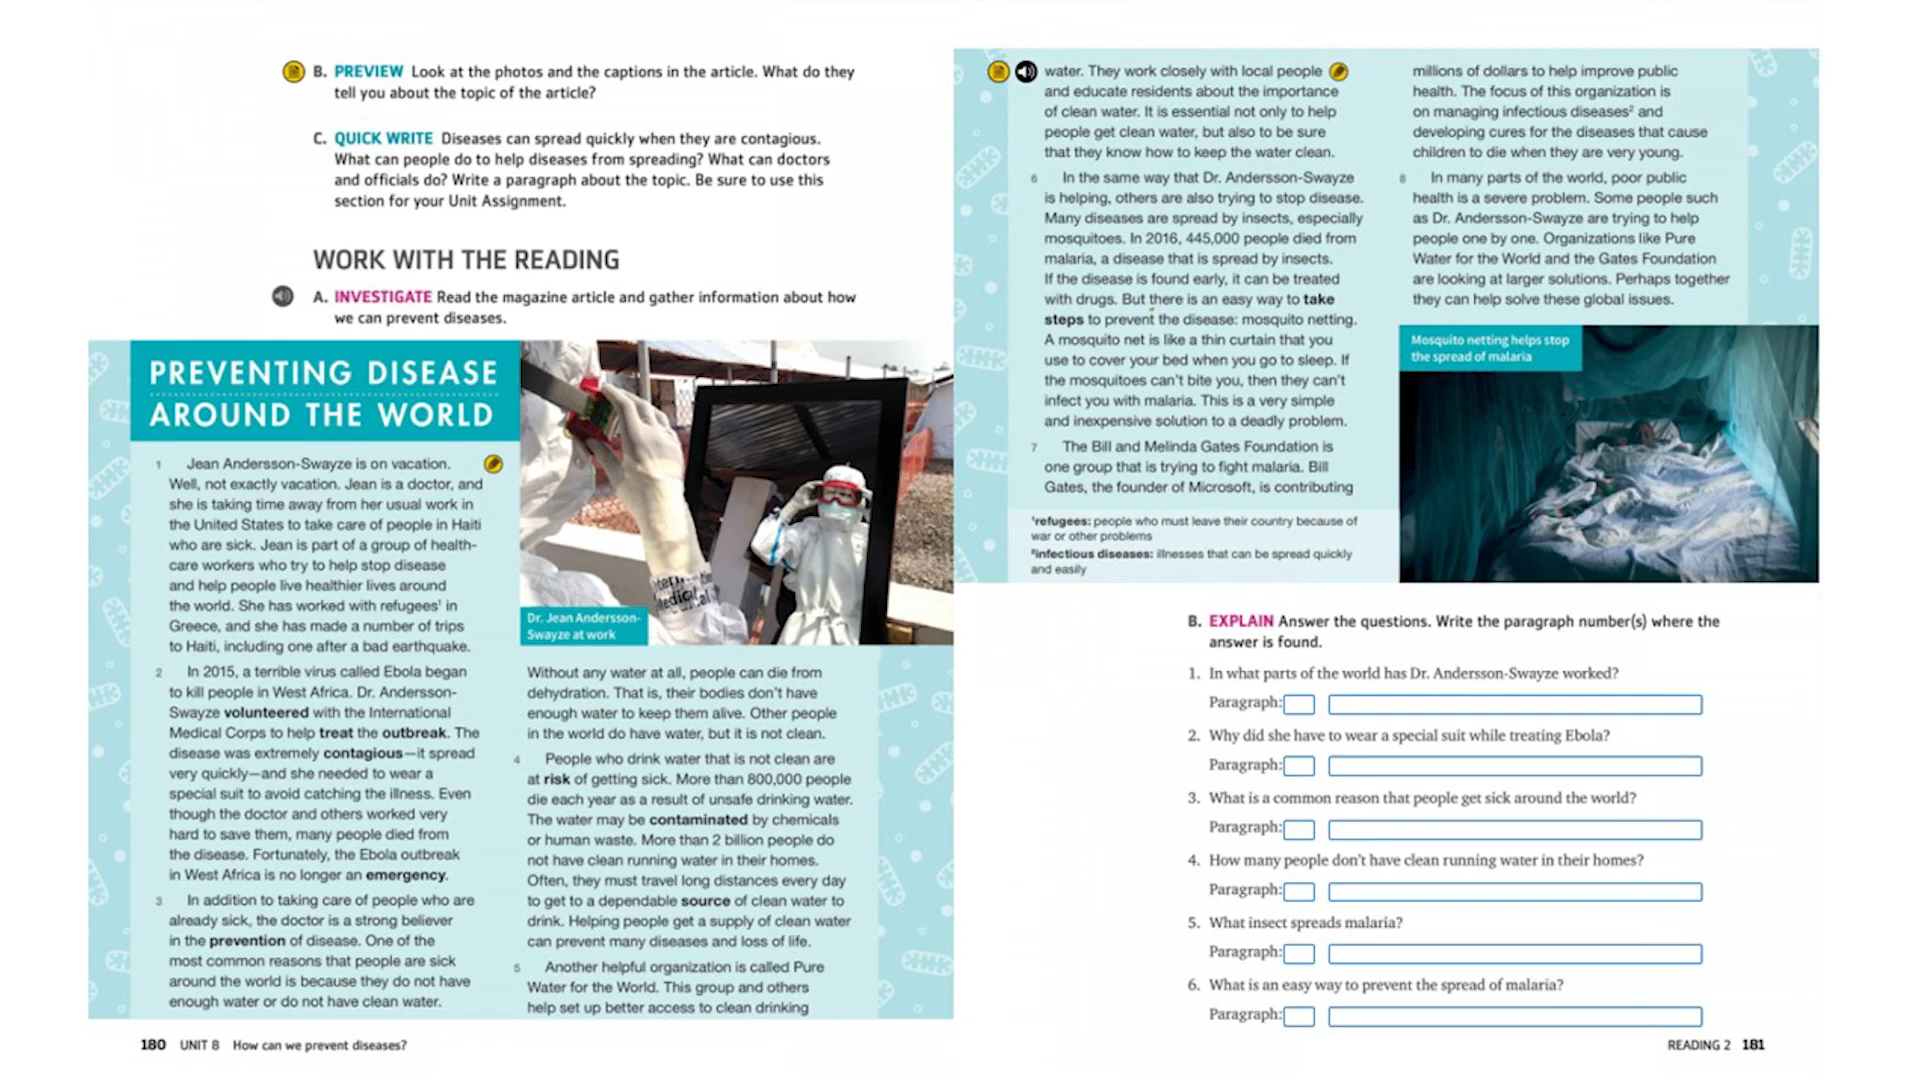 B. PREVIEW Look at the photos and the captions in the article. What do they
tell you about the topic of the article?
C. QUICK WRITE Diseases can spread quickly when they are contagious.
What can people do to help diseases from spreading? What can doctors
and officials do? Write a paragraph about the topic. Be sure to use this
section for your Unit Assignment.
WORK WITH THE READING
A. INVESTIGATE Read the magazine article and gather information about how
we can prevent diseases.
PREVENTING DISEASE
AROUND THE WORLD
1 Jean Andersson-Swayze is on vacation.
Well, not exactly vacation. Jean is a doctor, and
she is taking time away from her usual work in
the United States to take care of people in Haiti
who are sick. Jean is part of a group of health-
care workers who try to help stop disease
and help people live healthier lives around
the world. She has worked with refugees¹ in
Greece, and she has made a number of trips
to Haiti, including one after a bad earthquake.
2 In 2015, a terrible virus called Ebola began
to kill people in West Africa. Dr. Andersson-
Swayze volunteered with the International
Medical Corps to help treat the outbreak. The
disease was extremely contagious—it spread
very quickly—and she needed to wear a
special suit to avoid catching the illness. Even
though the doctor and others worked very
hard to save them, many people died from
the disease. Fortunately, the Ebola outbreak
in West Africa is no longer an emergency.
3 In addition to taking care of people who are
already sick, the doctor is a strong believer
in the prevention of disease. One of the
most common reasons that people are sick
around the world is because they do not have
enough water or do not have clean water.
Dr. Jean Andersson-
Swayze at work
Without any water at all, people can die from
dehydration. That is, their bodies don't have
enough water to keep them alive. Other people
in the world do have water, but it is not clean.
4 People who drink water that is not clean are
at risk of getting sick. More than 800,000 people
die each year as a result of unsafe drinking water.
The water may be contaminated by chemicals
or human waste. More than 2 billion people do
not have clean running water in their homes.
Often, they must travel long distances every day
to get to a dependable source of clean water to
drink. Helping people get a supply of clean water
can prevent many diseases and loss of life.
5 Another helpful organization is called Pure
Water for the World. This group and others
help set up better access to clean drinking
180 UNIT 8 How can we prevent diseases?
water. They work closely with local people
and educate residents about the importance
of clean water. It is essential not only to help
people get clean water, but also to be sure
that they know how to keep the water clean.
6 In the same way that Dr. Andersson-Swayze
is helping, others are also trying to stop disease.
Many diseases are spread by insects, especially
mosquitoes. In 2016, 445,000 people died from
malaria, a disease that is spread by insects.
If the disease is found early, it can be treated
with drugs. But there is an easy way to take
steps to prevent the disease: mosquito netting.
A mosquito net is like a thin curtain that you
use to cover your bed when you go to sleep. If
the mosquitoes can't bite you, then they can't
infect you with malaria. This is a very simple
and inexpensive solution to a deadly problem.
7 The Bill and Melinda Gates Foundation is
one group that is trying to fight malaria. Bill
Gates, the founder of Microsoft, is contributing
¹refugees: people who must leave their country because of
war or other problems
²infectious diseases: illnesses that can be spread quickly
and easily
millions of dollars to help improve public
health. The focus of this organization is
on managing infectious diseases² and
developing cures for the diseases that cause
children to die when they are very young.
8 In many parts of the world, poor public
health is a severe problem. Some people such
as Dr. Andersson-Swayze are trying to help
people one by one. Organizations like Pure
Water for the World and the Gates Foundation
are looking at larger solutions. Perhaps together
they can help solve these global issues.
Mosquito netting helps stop
the spread of malaria
B. EXPLAIN Answer the questions. Write the paragraph number(s) where the
answer is found.
1. In what parts of the world has Dr. Andersson-Swayze worked?
Paragraph:
2. Why did she have to wear a special suit while treating Ebola?
Paragraph:
3. What is a common reason that people get sick around the world?
Paragraph:
4. How many people don't have clean running water in their homes?
Paragraph:
5. What insect spreads malaria?
Paragraph:
6. What is an easy way to prevent the spread of malaria?
Paragraph:
READING 2 181